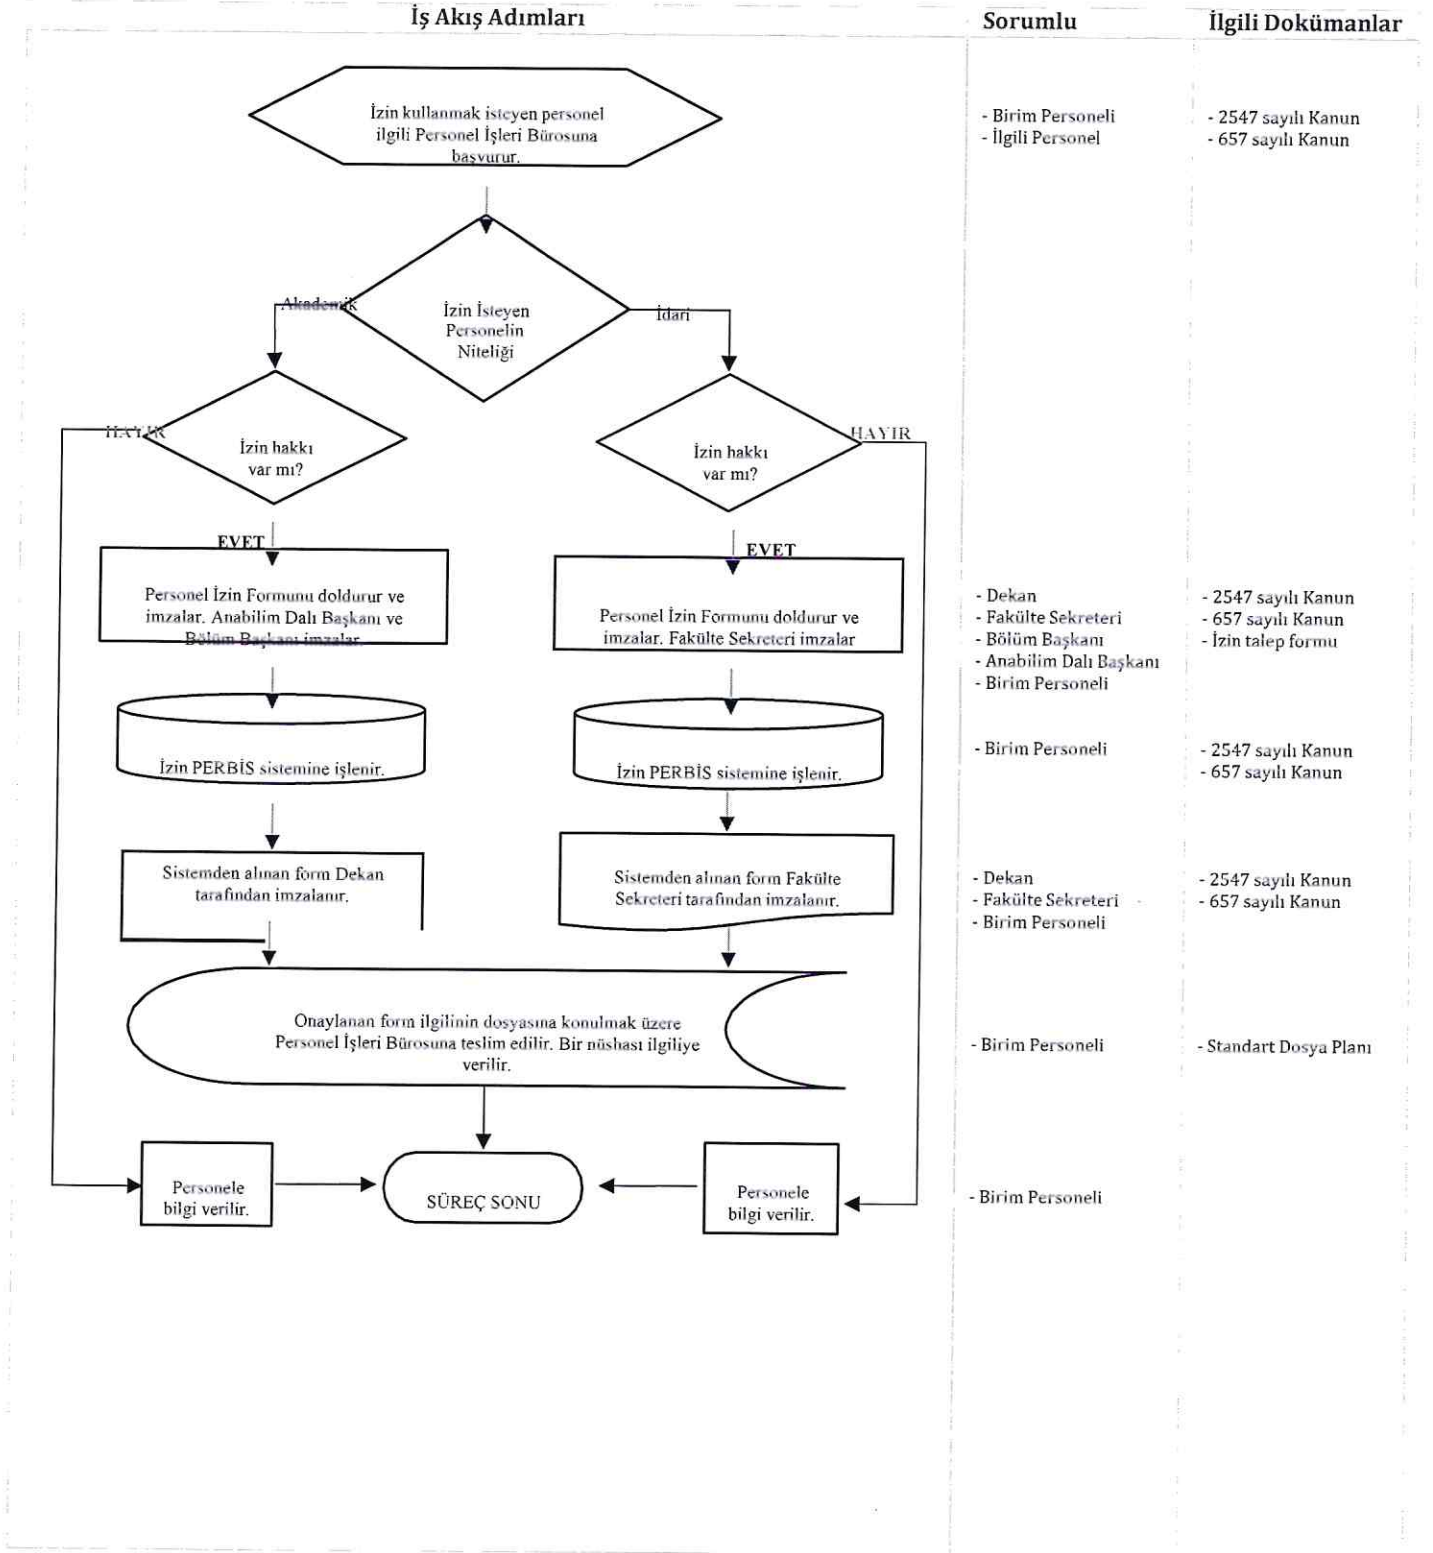 İş Akış Adımları
Sorumlu
İlgili Dokümanlar
İzin kullanmak isteyen personel
ilgili Personel İşleri Bürosuna
başvurur.
- Birim Personeli
- İlgili Personel
- 2547 sayılı Kanun
- 657 sayılı Kanun
Akademik
İzin İsteyen
Personelin
Niteliği
İdari
HAYIR
İzin hakkı
var mı?
İzin hakkı
var mı?
HAYIR
EVET
EVET
Personel İzin Formunu doldurur ve
imzalar. Anabilim Dalı Başkanı ve
Bölüm Başkanı imzalar.
Personel İzin Formunu doldurur ve
imzalar. Fakülte Sekreteri imzalar
- Dekan
- Fakülte Sekreteri
- Bölüm Başkanı
- Anabilim Dalı Başkanı
- Birim Personeli
- 2547 sayılı Kanun
- 657 sayılı Kanun
- İzin talep formu
İzin PERBİS sistemine işlenir.
İzin PERBİS sistemine işlenir.
- Birim Personeli
- 2547 sayılı Kanun
- 657 sayılı Kanun
Sistemden alınan form Dekan
tarafından imzalanır.
Sistemden alınan form Fakülte
Sekreteri tarafından imzalanır.
- Dekan
- Fakülte Sekreteri
- Birim Personeli
- 2547 sayılı Kanun
- 657 sayılı Kanun
Onaylanan form ilgilinin dosyasına konulmak üzere
Personel İşleri Bürosuna teslim edilir. Bir nüshası ilgiliye
verilir.
- Birim Personeli
- Standart Dosya Planı
Personele
bilgi verilir.
SÜREÇ SONU
Personele
bilgi verilir.
- Birim Personeli